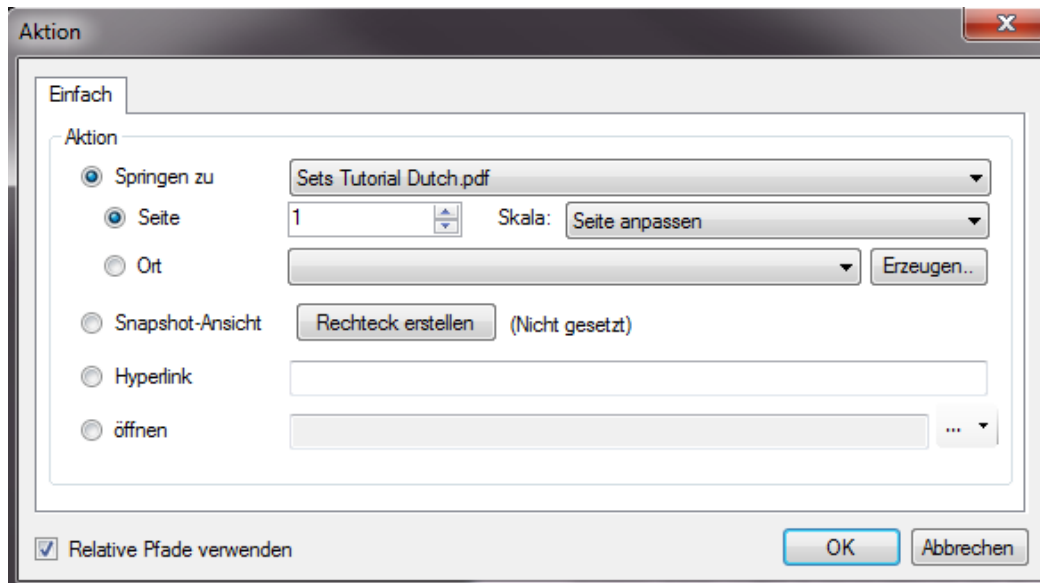 Aktion
Einfach
Aktion
Springen zu Sets Tutorial Dutch.pdf
Seite 1 Skala: Seite anpassen
Ort Erzeugen..
Snapshot-Ansicht Rechteck erstellen (Nicht gesetzt)
Hyperlink
öffnen ...
Relative Pfade verwenden OK Abbrechen